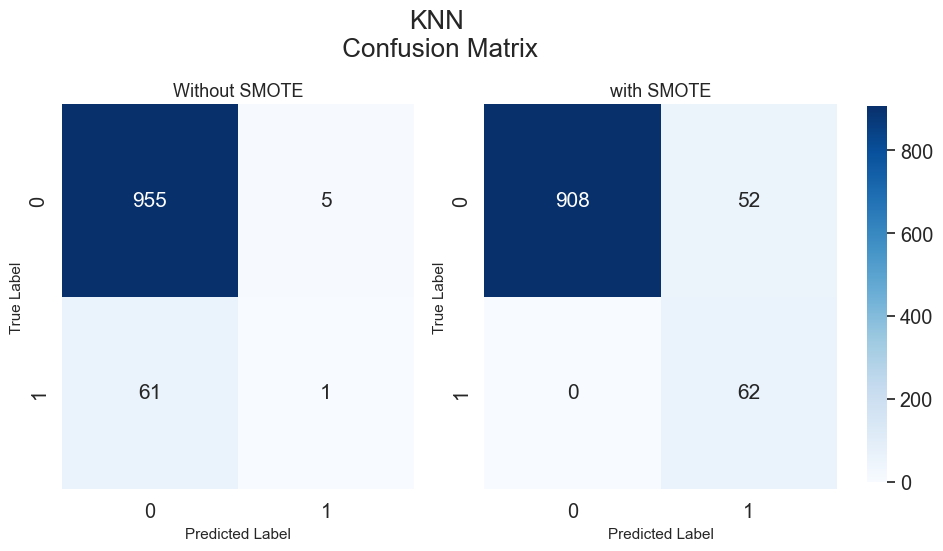 KNN
Confusion Matrix
Without SMOTE
0
1
True Label
955
5
61
1
0
1
Predicted Label
with SMOTE
0
1
True Label
908
52
0
62
0
1
Predicted Label
800
600
400
200
0